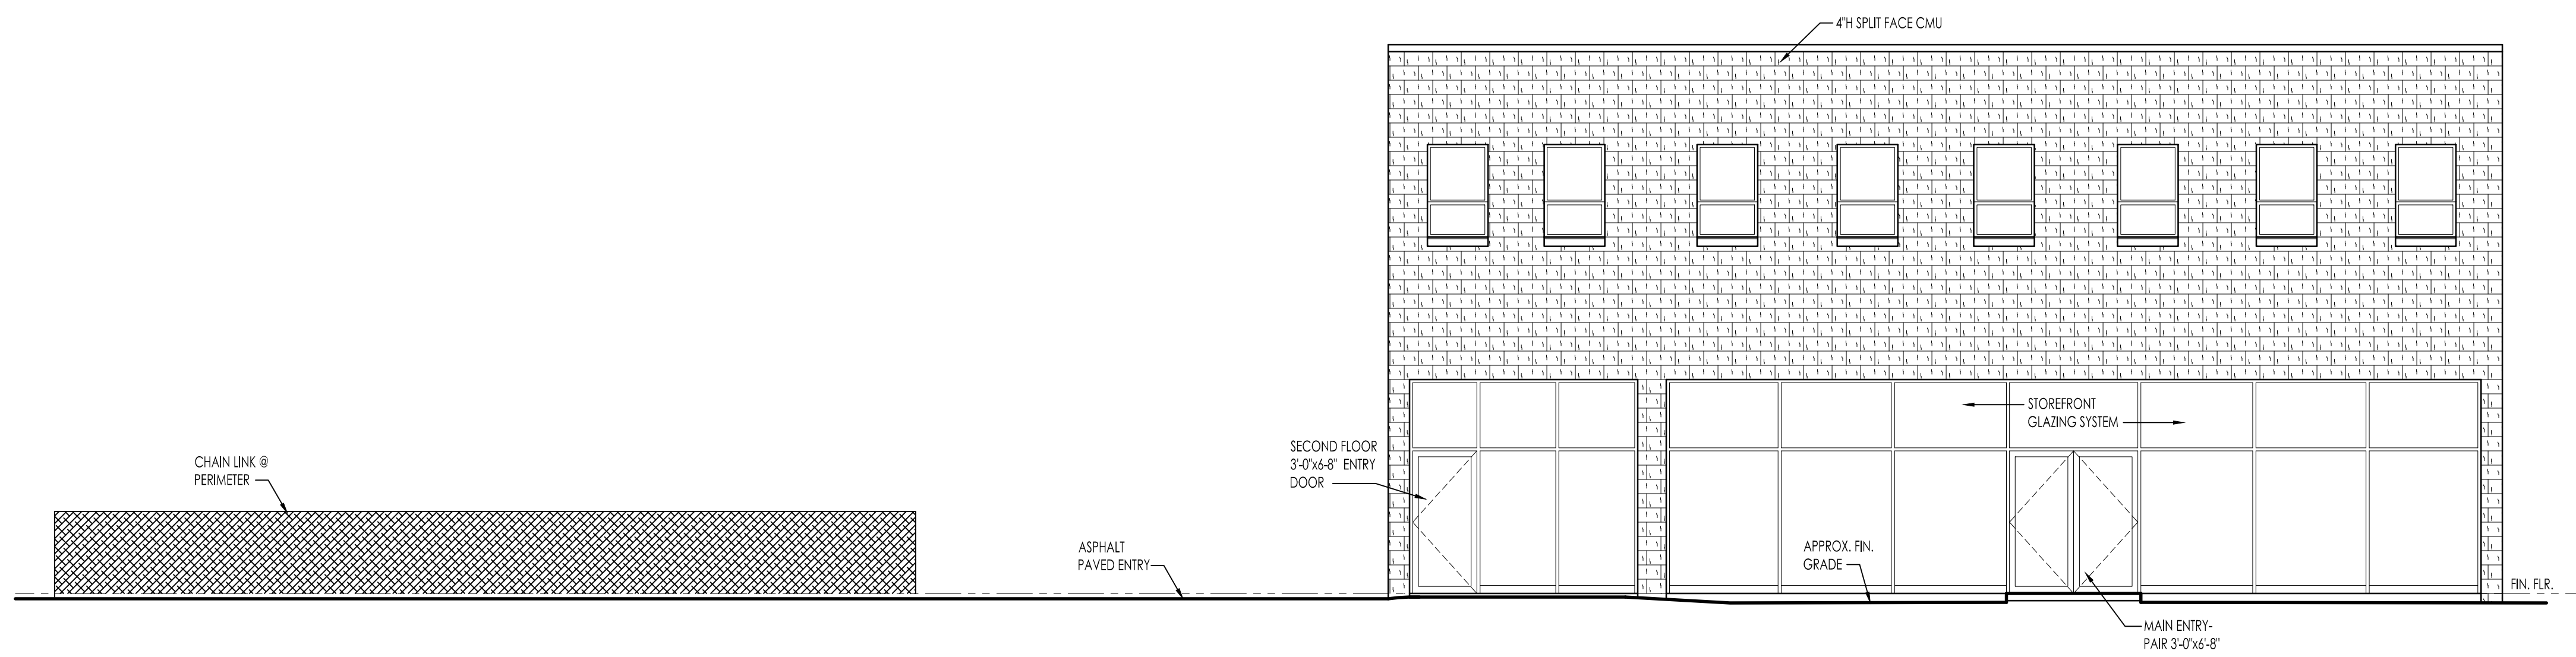 4"H SPLIT FACE CMU
STOREFRONT
GLAZING SYSTEM
SECOND FLOOR
3'-0"x6-8" ENTRY
DOOR
CHAIN LINK @
PERIMETER
ASPHALT
PAVED ENTRY
APPROX. FIN.
GRADE
FIN. FLR.
MAIN ENTRY-
PAIR 3'-0"x6'-8"